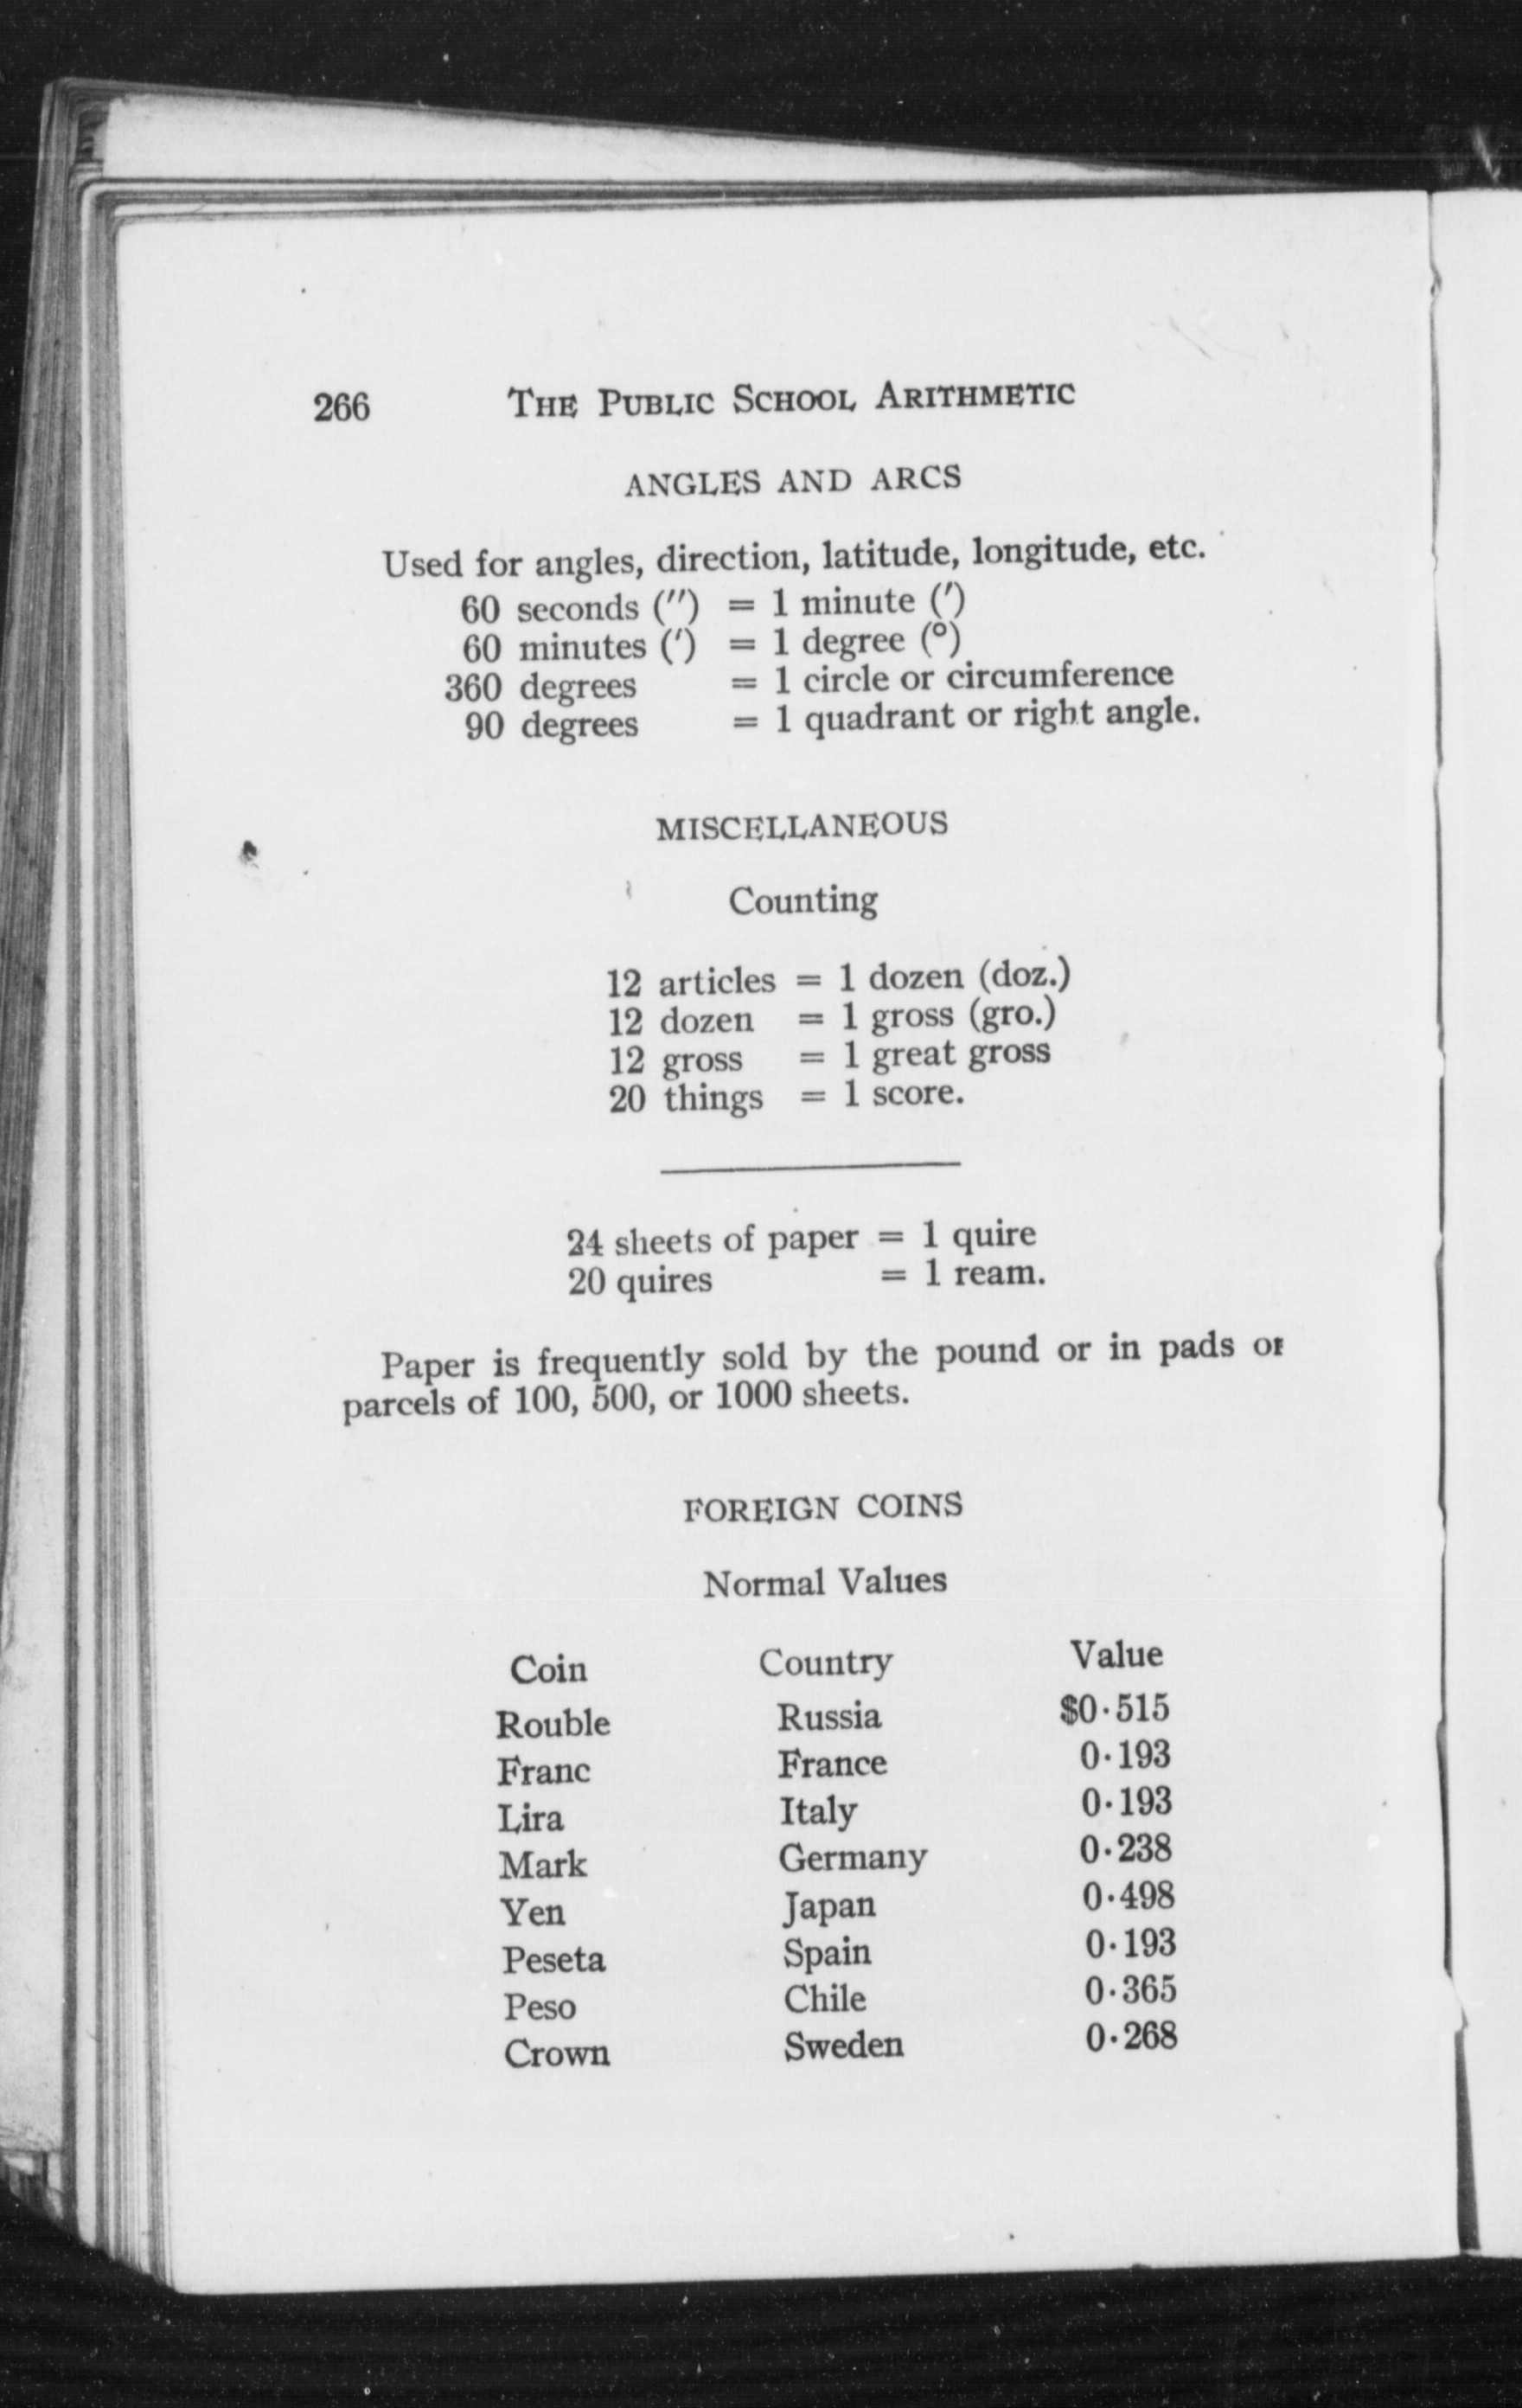 266 THE PUBLIC SCHOOL ARITHMETIC
ANGLES AND ARCS
Used for angles, direction, latitude, longitude, etc.
60 seconds (″) = 1 minute (′)
60 minutes (′) = 1 degree (°)
360 degrees = 1 circle or circumference
90 degrees = 1 quadrant or right angle.
MISCELLANEOUS
Counting
12 articles = 1 dozen (doz.)
12 dozen = 1 gross (gro.)
12 gross = 1 great gross
20 things = 1 score.
24 sheets of paper = 1 quire
20 quires = 1 ream.
Paper is frequently sold by the pound or in pads or
parcels of 100, 500, or 1000 sheets.
FOREIGN COINS
Normal Values
Coin Country Value
Rouble Russia $0·515
Franc France 0·193
Lira Italy 0·193
Mark Germany 0·238
Yen Japan 0·498
Peseta Spain 0·193
Peso Chile 0·365
Crown Sweden 0·268